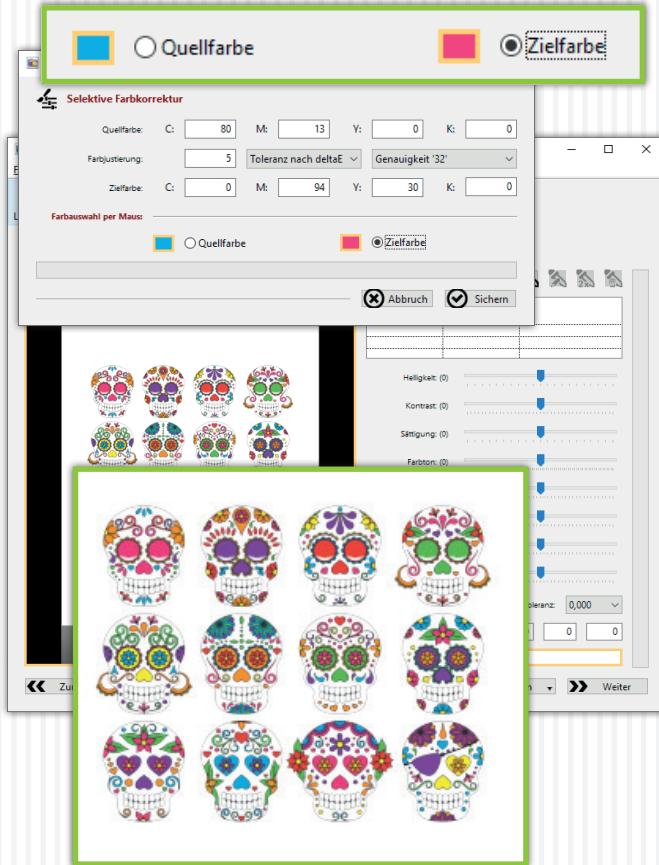 Quellfarbe Zielfarbe
Selektive Farbkorrektur
Quellfarbe: C: 80 M: 13 Y: 0 K: 0
Farbjustierung: 5 Toleranz nach deltaE Genauigkeit '32'
Zielfarbe: C: 0 M: 94 Y: 30 K: 0
Farbauswahl per Maus:
Quellfarbe Zielfarbe
Abbruch Sichern
Helligkeit: (0)
Kontrast: (0)
Sättigung: (0)
Farbton: (0)
oleranz: 0,000
0 0
Zu
n Weiter